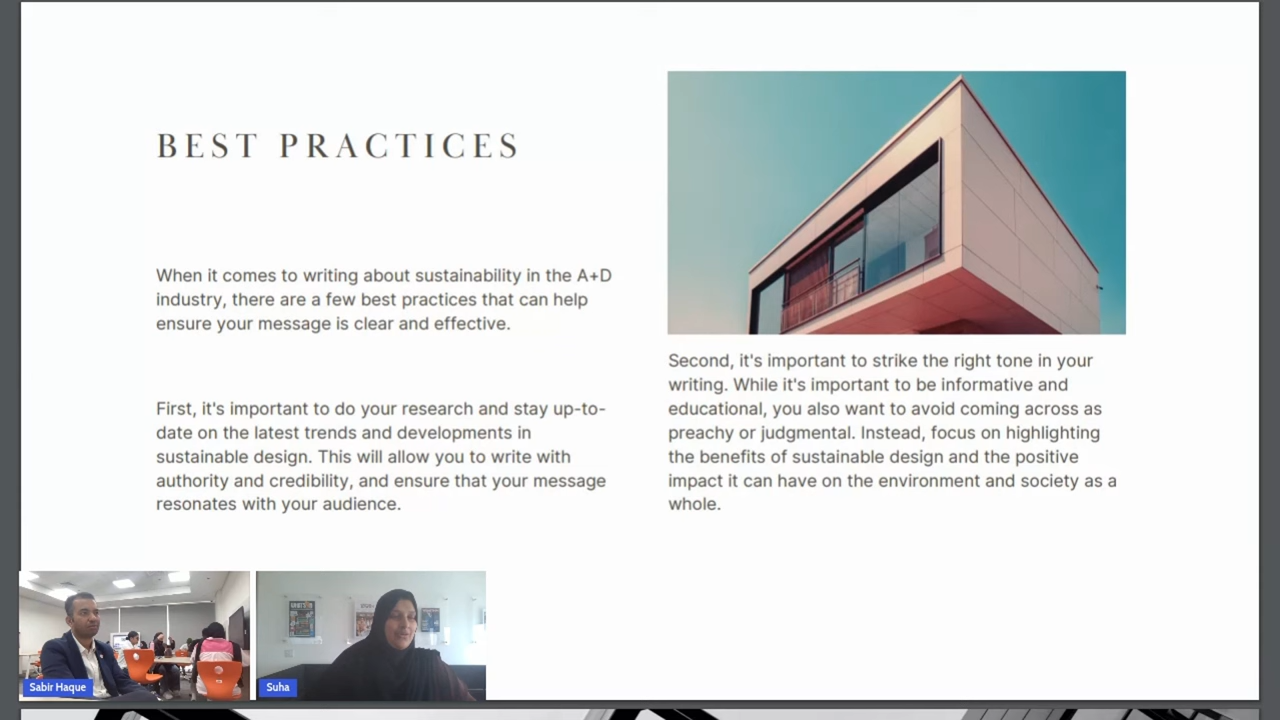 BEST PRACTICES
When it comes to writing about sustainability in the A+D
industry, there are a few best practices that can help
ensure your message is clear and effective.
First, it's important to do your research and stay up-to-
date on the latest trends and developments in
sustainable design. This will allow you to write with
authority and credibility, and ensure that your message
resonates with your audience.
Second, it's important to strike the right tone in your
writing. While it's important to be informative and
educational, you also want to avoid coming across as
preachy or judgmental. Instead, focus on highlighting
the benefits of sustainable design and the positive
impact it can have on the environment and society as a
whole.
Sabir Haque
Suha